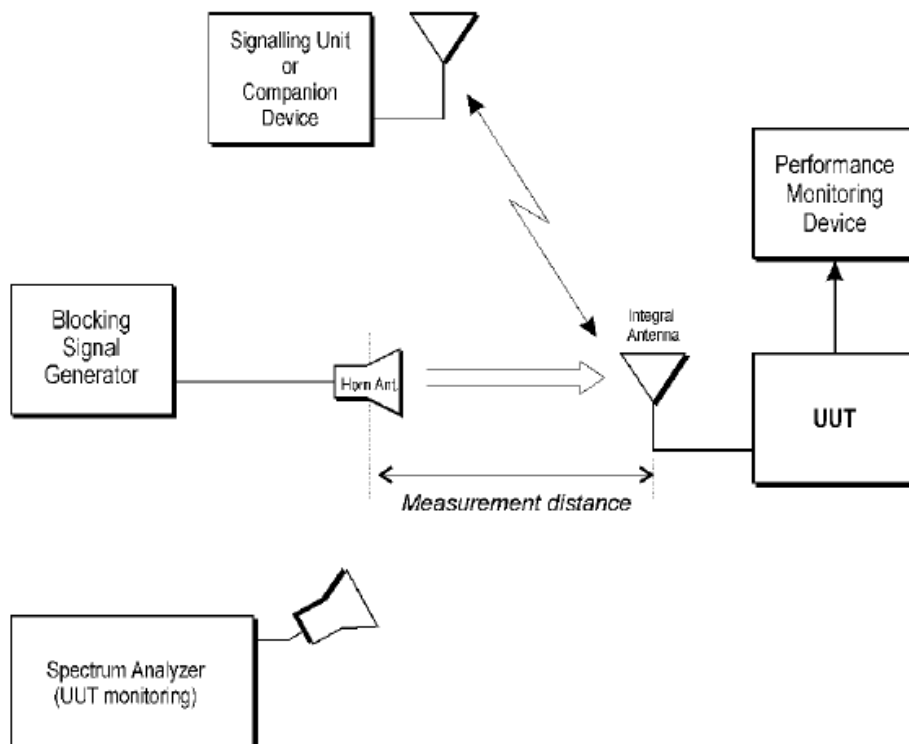 Signalling Unit
or
Companion
Device
Performance
Monitoring
Device
Blocking
Signal
Generator
Horn Ant.
Integral
Antenna
UUT
Measurement distance
Spectrum Analyzer
(UUT monitoring)